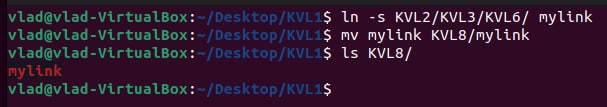 vlad@vlad-VirtualBox:~/Desktop/KVL1$ ln -s KVL2/KVL3/KVL6/ mylink
vlad@vlad-VirtualBox:~/Desktop/KVL1$ mv mylink KVL8/mylink
vlad@vlad-VirtualBox:~/Desktop/KVL1$ ls KVL8/
mylink
vlad@vlad-VirtualBox:~/Desktop/KVL1$